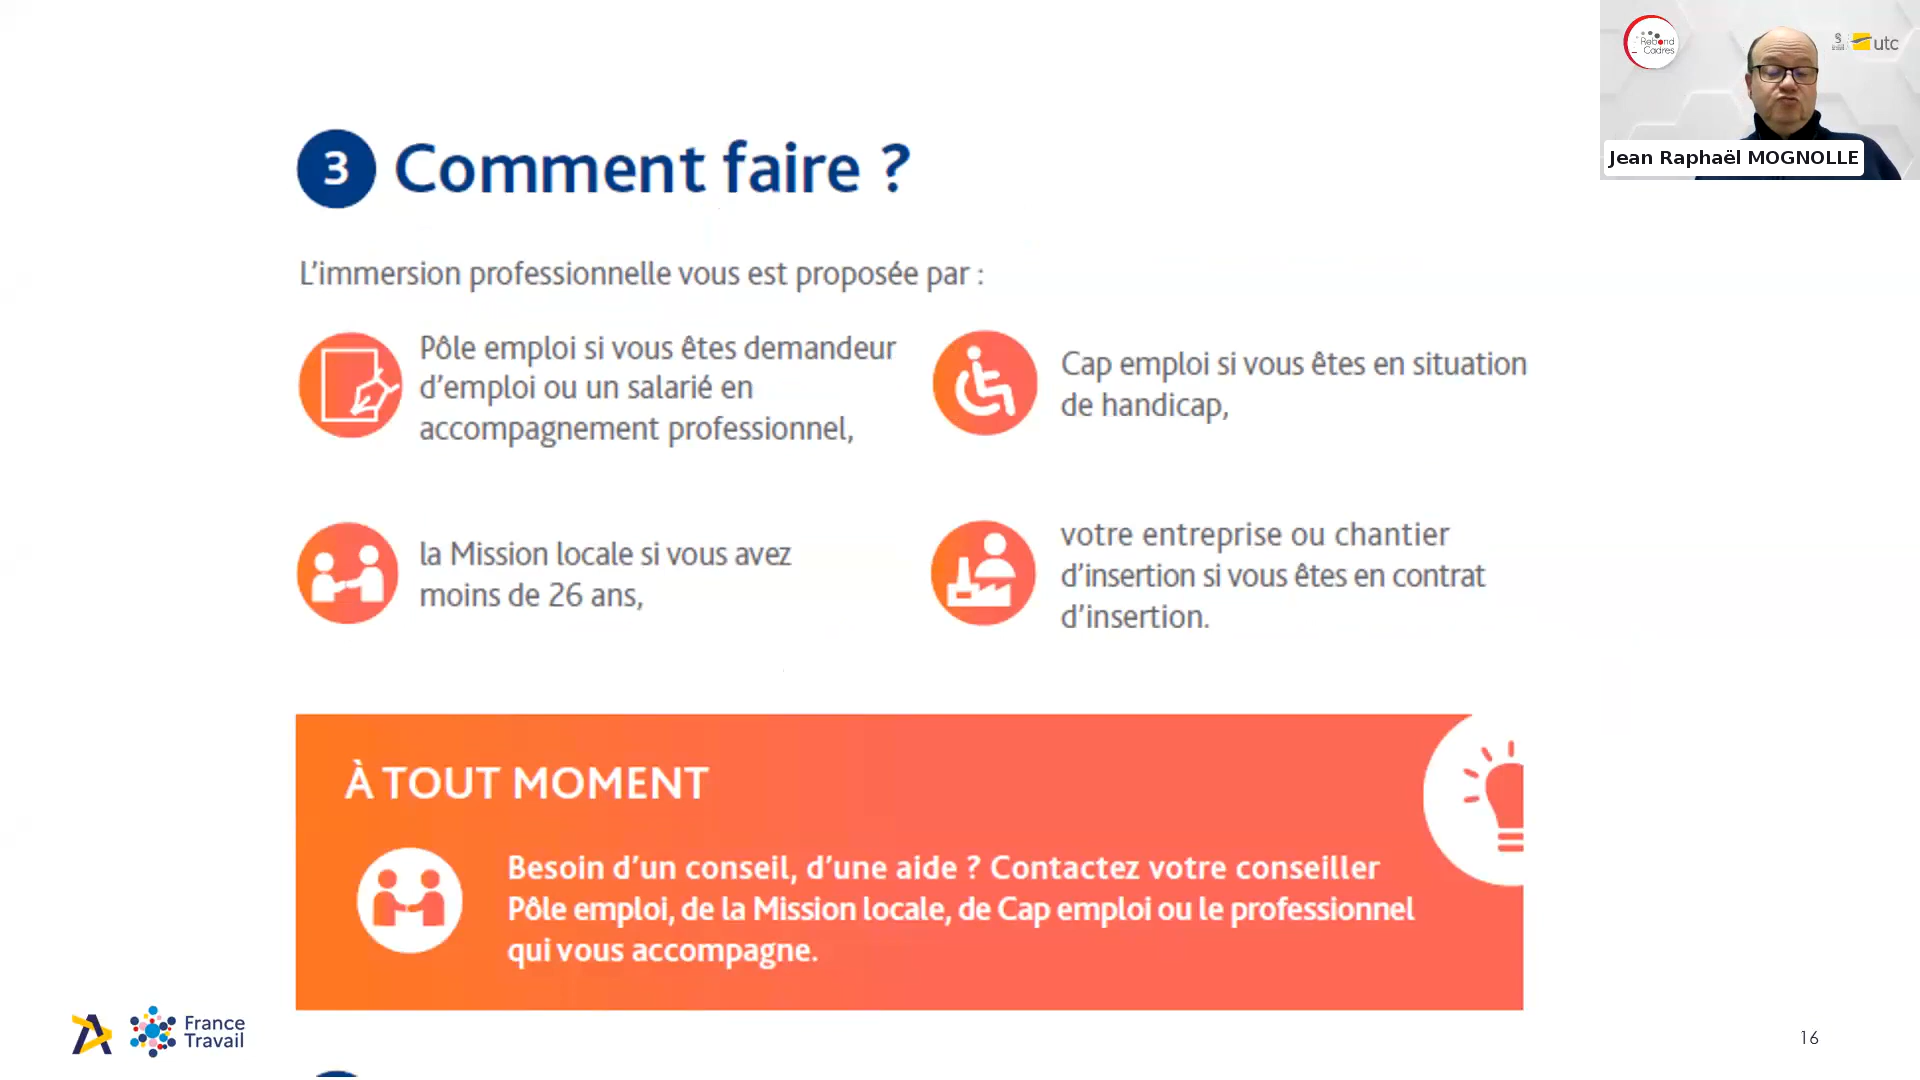 Rebond
Cadres
utc
Jean Raphaël MOGNOLLE
3 Comment faire ?
L’immersion professionnelle vous est proposée par :
Pôle emploi si vous êtes demandeur
d’emploi ou un salarié en
accompagnement professionnel,
Cap emploi si vous êtes en situation
de handicap,
la Mission locale si vous avez
moins de 26 ans,
votre entreprise ou chantier
d’insertion si vous êtes en contrat
d’insertion.
À TOUT MOMENT
Besoin d’un conseil, d’une aide ? Contactez votre conseiller
Pôle emploi, de la Mission locale, de Cap emploi ou le professionnel
qui vous accompagne.
France
Travail
16